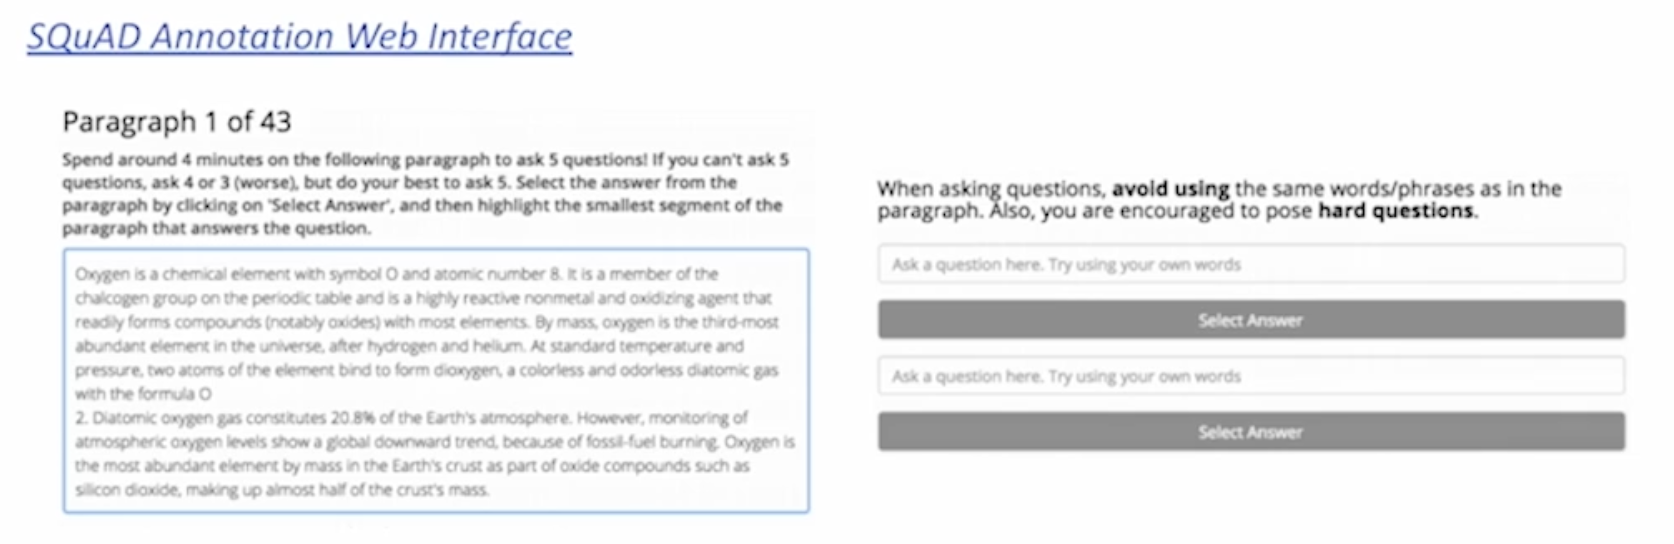 SQuAD Annotation Web Interface
Paragraph 1 of 43
Spend around 4 minutes on the following paragraph to ask 5 questions! If you can't ask 5
questions, ask 4 or 3 (worse), but do your best to ask 5. Select the answer from the
paragraph by clicking on 'Select Answer', and then highlight the smallest segment of the
paragraph that answers the question.
Oxygen is a chemical element with symbol O and atomic number 8. It is a member of the
chalcogen group on the periodic table and is a highly reactive nonmetal and oxidizing agent that
readily forms compounds (notably oxides) with most elements. By mass, oxygen is the third-most
abundant element in the universe, after hydrogen and helium. At standard temperature and
pressure, two atoms of the element bind to form dioxygen, a colorless and odorless diatomic gas
with the formula O
2. Diatomic oxygen gas constitutes 20.8% of the Earth's atmosphere. However, monitoring of
atmospheric oxygen levels show a global downward trend, because of fossil-fuel burning. Oxygen is
the most abundant element by mass in the Earth's crust as part of oxide compounds such as
silicon dioxide, making up almost half of the crust's mass.
When asking questions, avoid using the same words/phrases as in the
paragraph. Also, you are encouraged to pose hard questions.
Ask a question here. Try using your own words
Select Answer
Ask a question here. Try using your own words
Select Answer